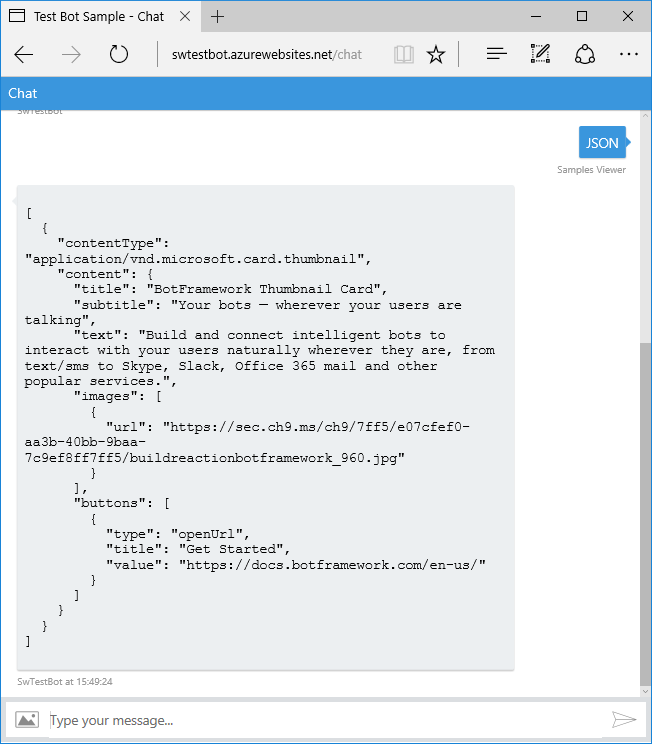 Test Bot Sample - Chat
swtestbot.azurewebsites.net/chat
Chat
SwTestBot
JSON
Samples Viewer
[
{
"contentType":
"application/vnd.microsoft.card.thumbnail",
"content": {
"title": "BotFramework Thumbnail Card",
"subtitle": "Your bots — wherever your users are
talking",
"text": "Build and connect intelligent bots to
interact with your users naturally wherever they are, from
text/sms to Skype, Slack, Office 365 mail and other
popular services.",
"images": [
{
"url": "https://sec.ch9.ms/ch9/7ff5/e07cfef0-
aa3b-40bb-9baa-
7c9ef8ff7ff5/buildreactionbotframework_960.jpg"
}
],
"buttons": [
{
"type": "openUrl",
"title": "Get Started",
"value": "https://docs.botframework.com/en-us/"
}
]
}
}
]
SwTestBot at 15:49:24
Type your message...